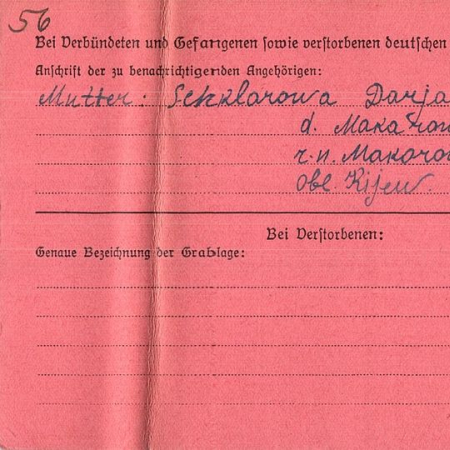 56
Bei Verbündeten und Gefangenen sowie verstorbenen deutschen
Anschrift der zu benachrichtigenden Angehörigen:
Mutter: Sekzlarowa Darja
d. Makarow
r.n. Makarow
Obl. Kijew.
Bei Verstorbenen:
Genaue Bezeichnung der Grablage: